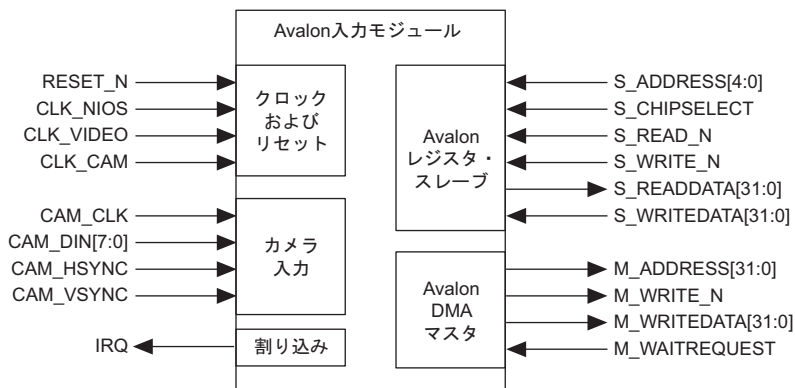 Avalon入力モジュール
RESET_N
CLK_NIOS
CLK_VIDEO
CLK_CAM
クロック
および
リセット
CAM_CLK
CAM_DIN[7:0]
CAM_HSYNC
CAM_VSYNC
カメラ
入力
IRQ
割り込み
Avalon
レジスタ・
スレーブ
S_ADDRESS[4:0]
S_CHIPSELECT
S_READ_N
S_WRITE_N
S_READDATA[31:0]
S_WRITEDATA[31:0]
Avalon
DMA
マスタ
M_ADDRESS[31:0]
M_WRITE_N
M_WRITEDATA[31:0]
M_WAITREQUEST